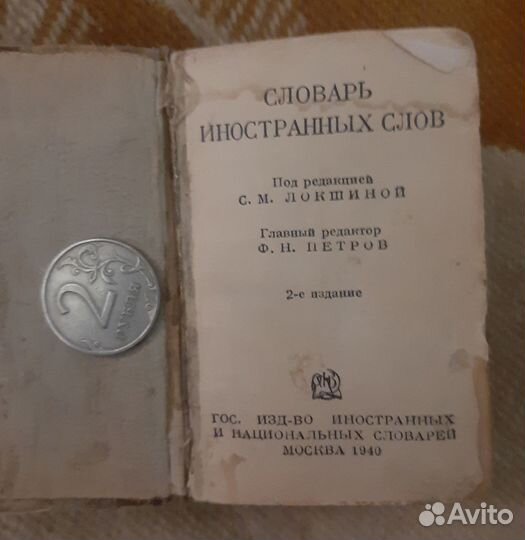 СЛОВАРЬ
ИНОСТРАННЫХ СЛОВ
Под редакцией
С. М. ЛОКШИНОЙ
Главный редактор
Ф. Н. ПЕТРОВ
2-е издание
ГОС. ИЗД-ВО ИНОСТРАННЫХ
И НАЦИОНАЛЬНЫХ СЛОВАРЕЙ
МОСКВА 1940
2
РУБЛЯ
Avito